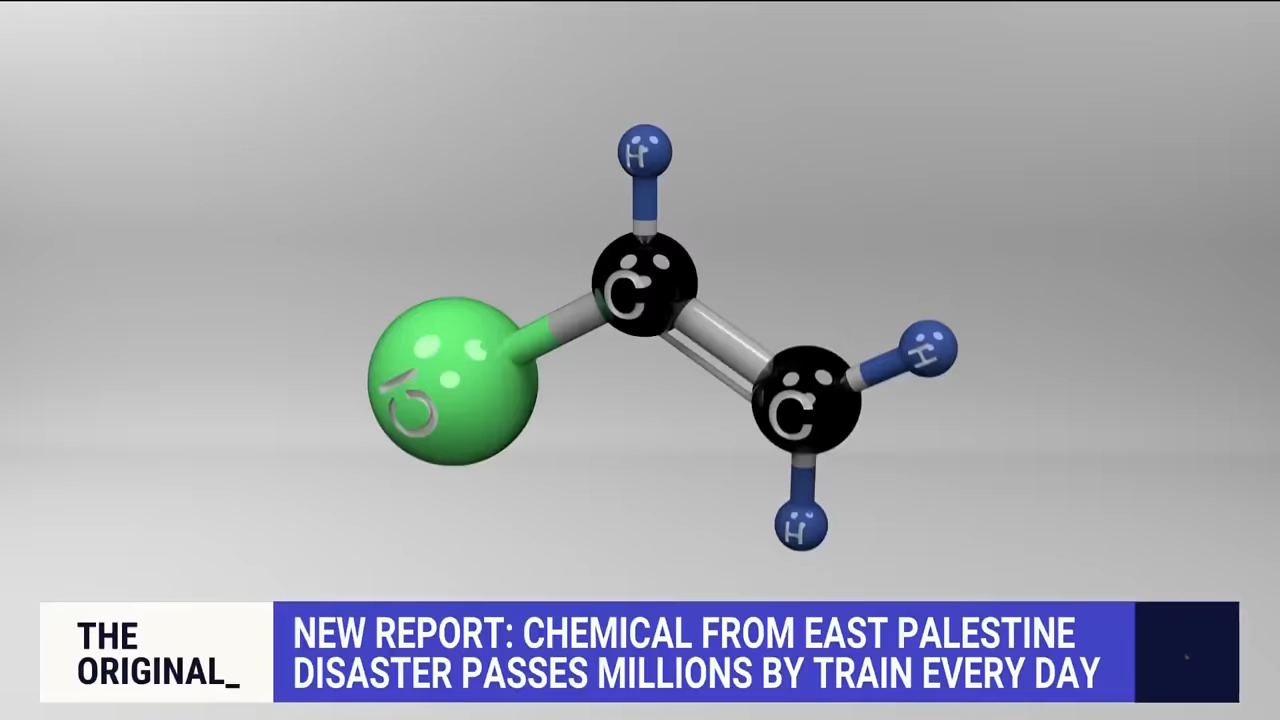 H
C
H
Cl
C
H
THE
ORIGINAL_
NEW REPORT: CHEMICAL FROM EAST PALESTINE
DISASTER PASSES MILLIONS BY TRAIN EVERY DAY